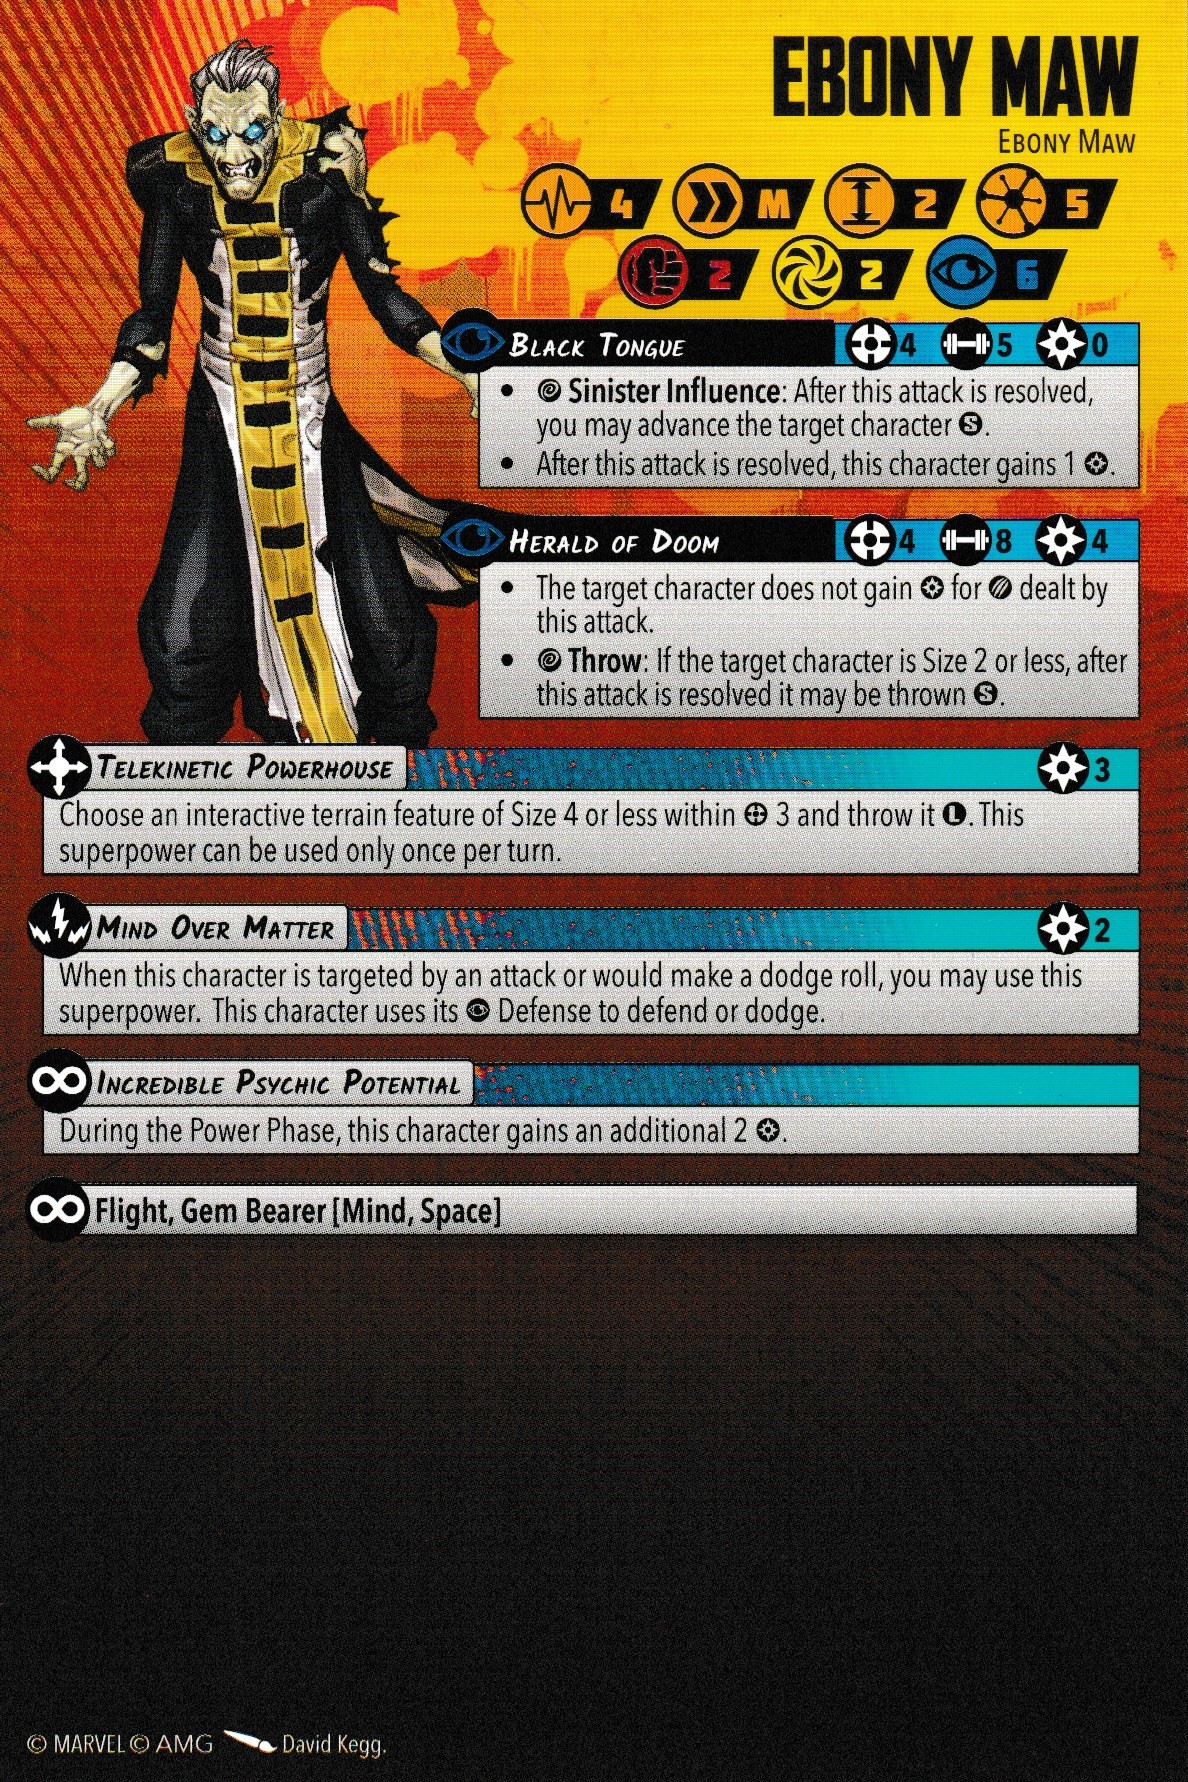 EBONY MAW
EBONY MAW
4 M 2 5
2 2 6
BLACK TONGUE 4 5 0
• Sinister Influence: After this attack is resolved,
you may advance the target character S.
• After this attack is resolved, this character gains 1 .
HERALD OF DOOM 4 8 4
• The target character does not gain for dealt by
this attack.
• Throw: If the target character is Size 2 or less, after
this attack is resolved it may be thrown S.
TELEKINETIC POWERHOUSE 3
Choose an interactive terrain feature of Size 4 or less within 3 and throw it L. This
superpower can be used only once per turn.
MIND OVER MATTER 2
When this character is targeted by an attack or would make a dodge roll, you may use this
superpower. This character uses its Defense to defend or dodge.
INCREDIBLE PSYCHIC POTENTIAL
During the Power Phase, this character gains an additional 2 .
Flight, Gem Bearer [Mind, Space]
© MARVEL © AMG David Kegg.